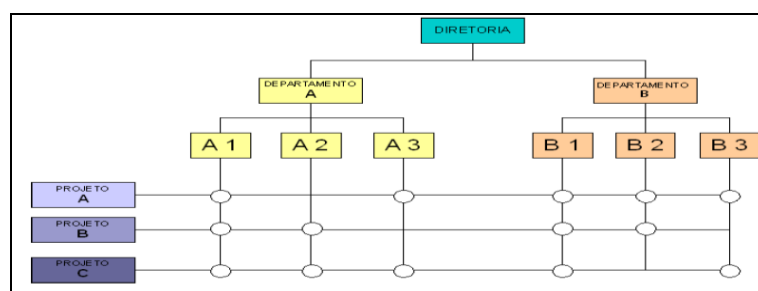 DIRETORIA
DEPARTAMENTO
A
DEPARTAMENTO
B
A 1
A 2
A 3
B 1
B 2
B 3
PROJETO
A
PROJETO
B
PROJETO
C